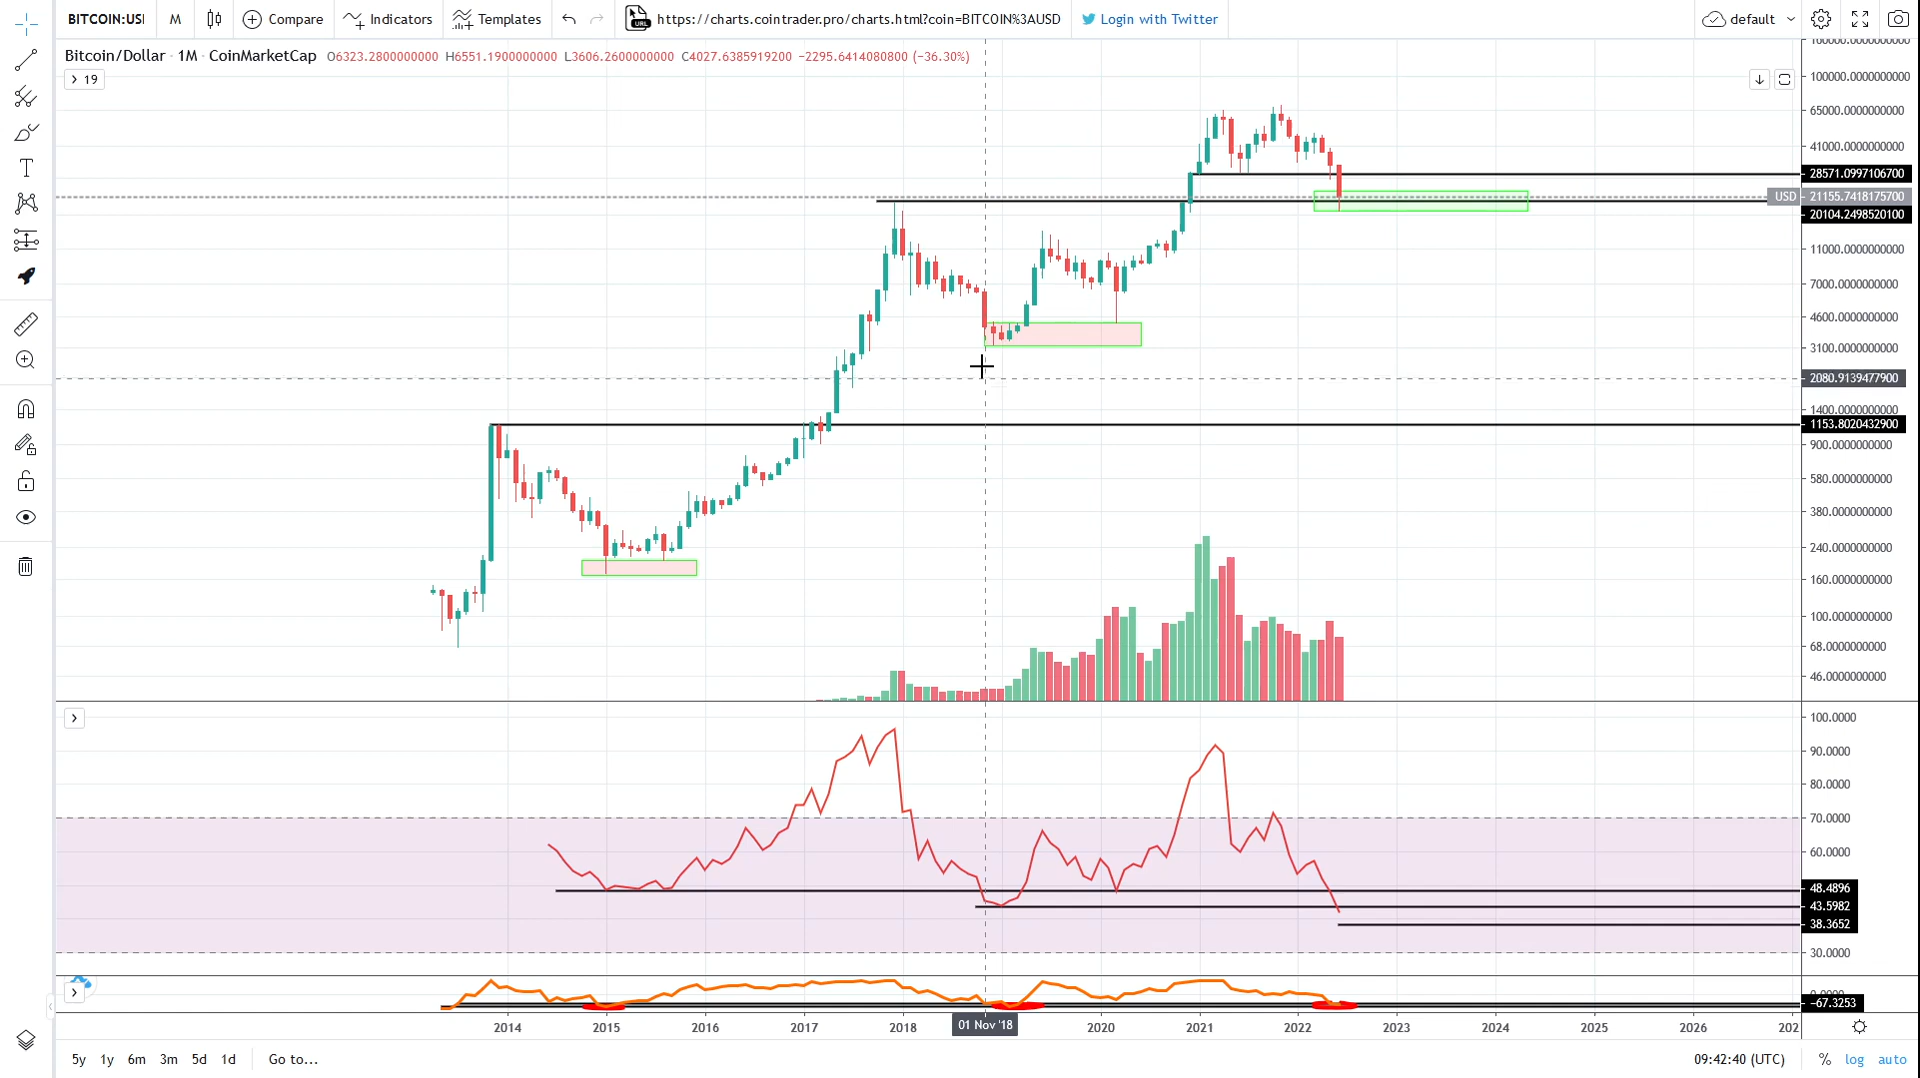 BITCOIN:USI
M
Compare
Indicators
Templates
URL
https://charts.cointrader.pro/charts.html?coin=BITCOIN%3AUSD
Login with Twitter
default
Bitcoin/Dollar · 1M · CoinMarketCap O6323.2800000000 H6551.1900000000 L3606.2600000000 C4027.6385919200 −2295.6414080800 (−36.30%)
19
100000.0000000000
65000.0000000000
41000.0000000000
28571.0997106700
USD 21155.7418175700
20104.2498520100
11000.0000000000
7000.0000000000
4600.0000000000
3100.0000000000
2080.9139477900
1400.0000000000
1153.8020432900
900.0000000000
580.0000000000
380.0000000000
240.0000000000
160.0000000000
100.0000000000
68.0000000000
46.0000000000
100.0000
90.0000
80.0000
70.0000
60.0000
48.4896
43.5982
38.3652
30.0000
−67.3253
2014 2015 2016 2017 2018 01 Nov '18 2020 2021 2022 2023 2024 2025 2026 202
5y 1y 6m 3m 5d 1d Go to... 09:42:40 (UTC) % log auto